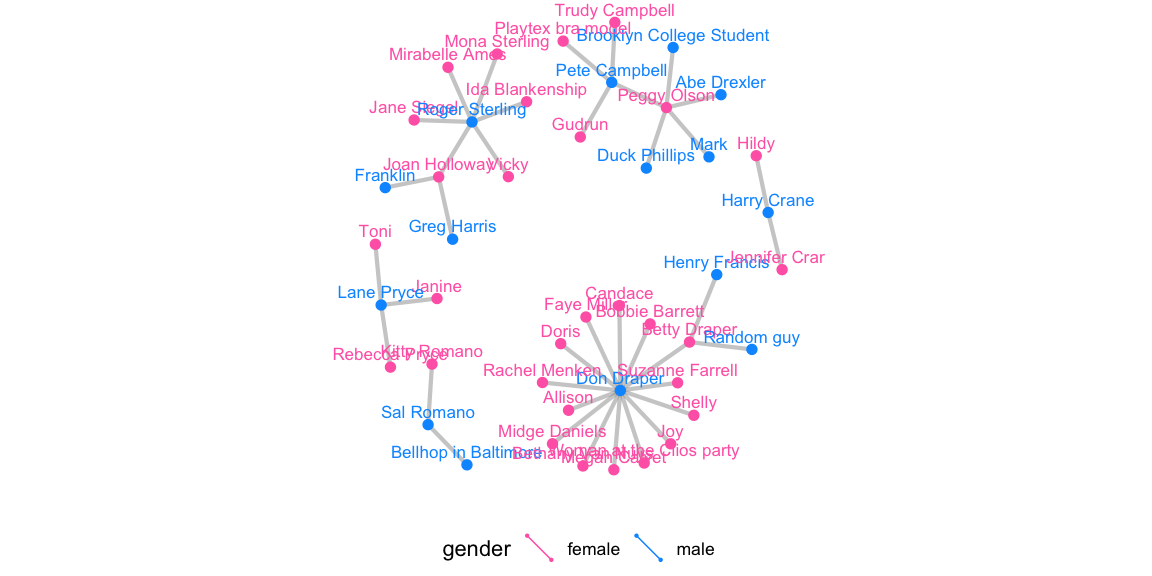 Trudy Campbell
Playtex bra model
Brooklyn College Student
Mona Sterling
Mirabelle Ames
Pete Campbell
Abe Drexler
Ida Blankenship
Peggy Olson
Jane Siegel
Roger Sterling
Gudrun
Mark
Hildy
Duck Phillips
Joan Holloway
Vicky
Franklin
Harry Crane
Greg Harris
Toni
Jennifer Crar
Henry Francis
Janine
Lane Pryce
Candace
Faye Miller
Bobbie Barrett
Doris
Betty Draper
Random guy
Kitty Romano
Rebecca Pryce
Rachel Menken
Suzanne Farrell
Don Draper
Allison
Shelly
Sal Romano
Midge Daniels
Joy
Bellhop in Baltimore
Bethany Van Nuys
Woman at the Clios party
Megan Calvet
gender female male